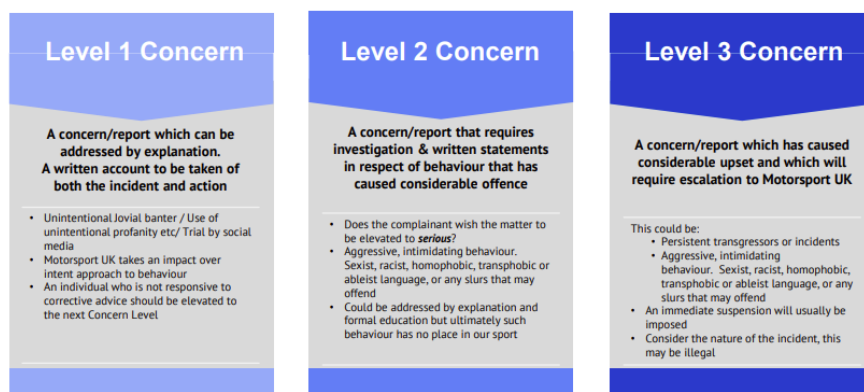 Level 1 Concern
A concern/report which can be
addressed by explanation.
A written account to be taken of
both the incident and action
• Unintentional Jovial banter / Use of
unintentional profanity etc/ Trial by social
media
• Motorsport UK takes an impact over
intent approach to behaviour
• An individual who is not responsive to
corrective advice should be elevated to
the next Concern Level
Level 2 Concern
A concern/report that requires
investigation & written statements
in respect of behaviour that has
caused considerable offence
• Does the complainant wish the matter to
be elevated to serious?
• Aggressive, intimidating behaviour.
Sexist, racist, homophobic, transphobic or
ableist language, or any slurs that may
offend
• Could be addressed by explanation and
formal education but ultimately such
behaviour has no place in our sport
Level 3 Concern
A concern/report which has caused
considerable upset and which will
require escalation to Motorsport UK
This could be:
• Persistent transgressors or incidents
• Aggressive, intimidating
behaviour. Sexist, racist, homophobic,
transphobic or ableist language, or any
slurs that may offend
• An immediate suspension will usually be
imposed
• Consider the nature of the incident, this
may be illegal